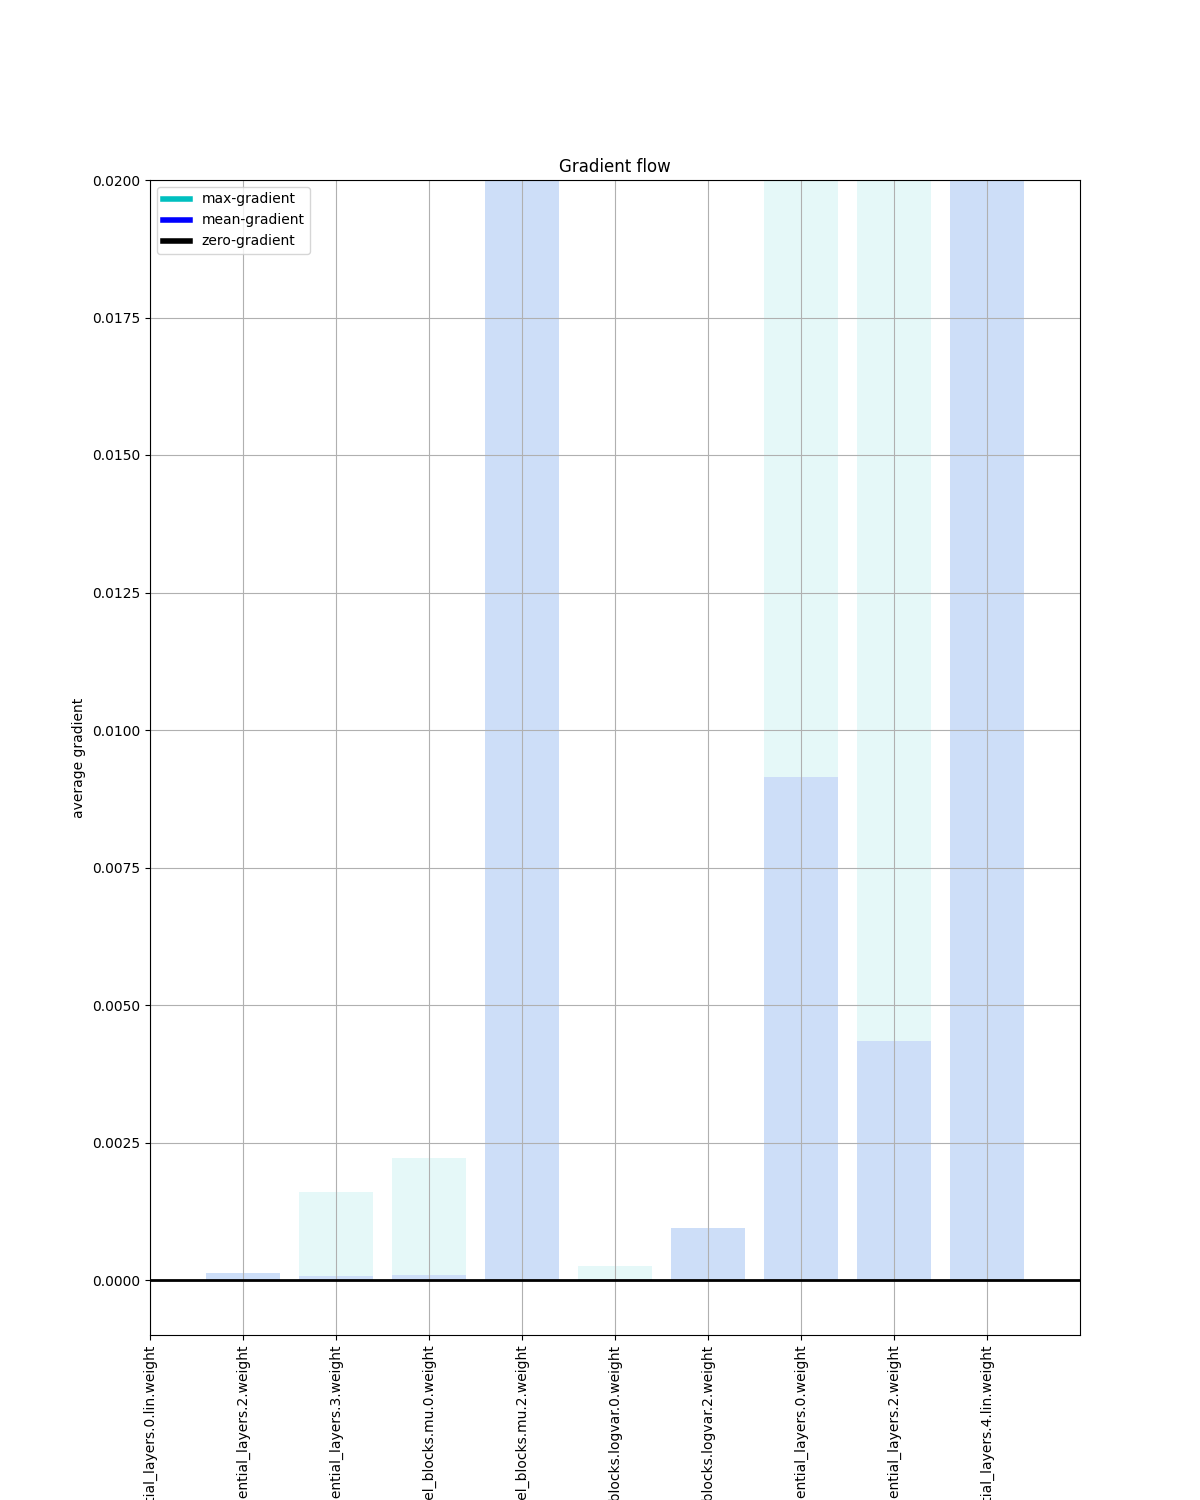 Gradient flow
max-gradient
mean-gradient
zero-gradient
0.0200
0.0175
0.0150
0.0125
0.0100
0.0075
0.0050
0.0025
0.0000
average gradient
tial_layers.0.lin.weight
ential_layers.2.weight
ential_layers.3.weight
el_blocks.mu.0.weight
el_blocks.mu.2.weight
blocks.logvar.0.weight
blocks.logvar.2.weight
ential_layers.0.weight
ential_layers.2.weight
tial_layers.4.lin.weight